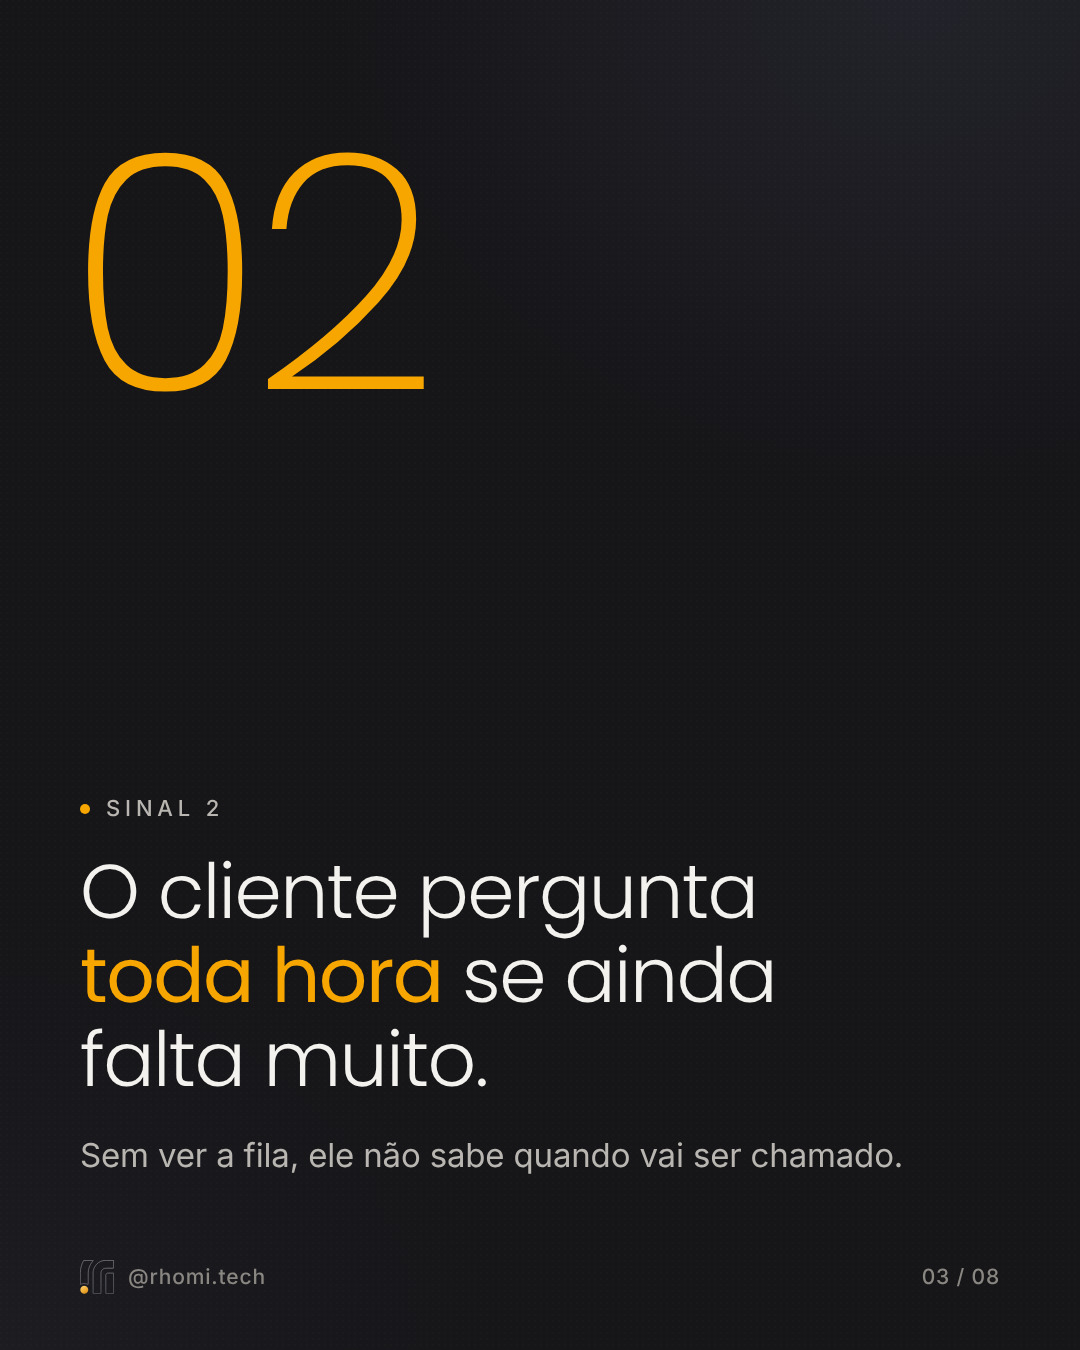 02
SINAL 2
O cliente pergunta
toda hora se ainda
falta muito.
Sem ver a fila, ele não sabe quando vai ser chamado.
@rhomi.tech
03 / 08